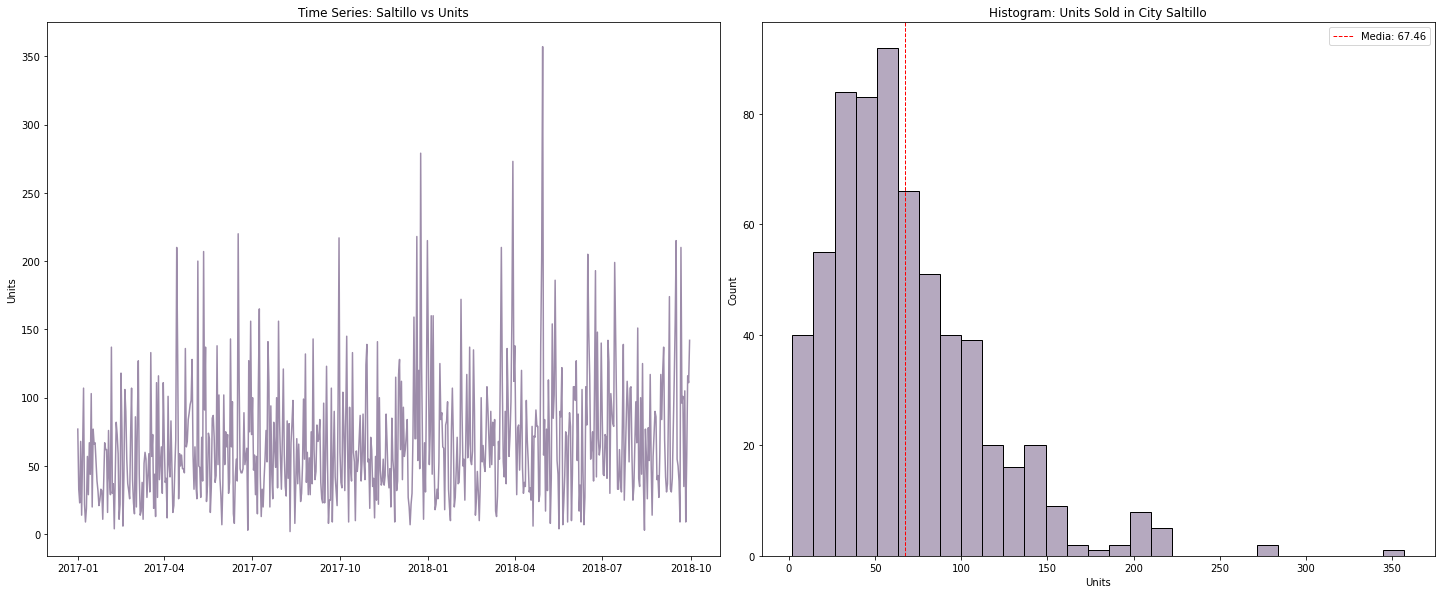 Time Series: Saltillo vs Units
Units
350
300
250
200
150
100
50
0
2017-01 2017-04 2017-07 2017-10 2018-01 2018-04 2018-07 2018-10
Histogram: Units Sold in City Saltillo
Media: 67.46
Count
80
60
40
20
0
0 50 100 150 200 250 300 350
Units